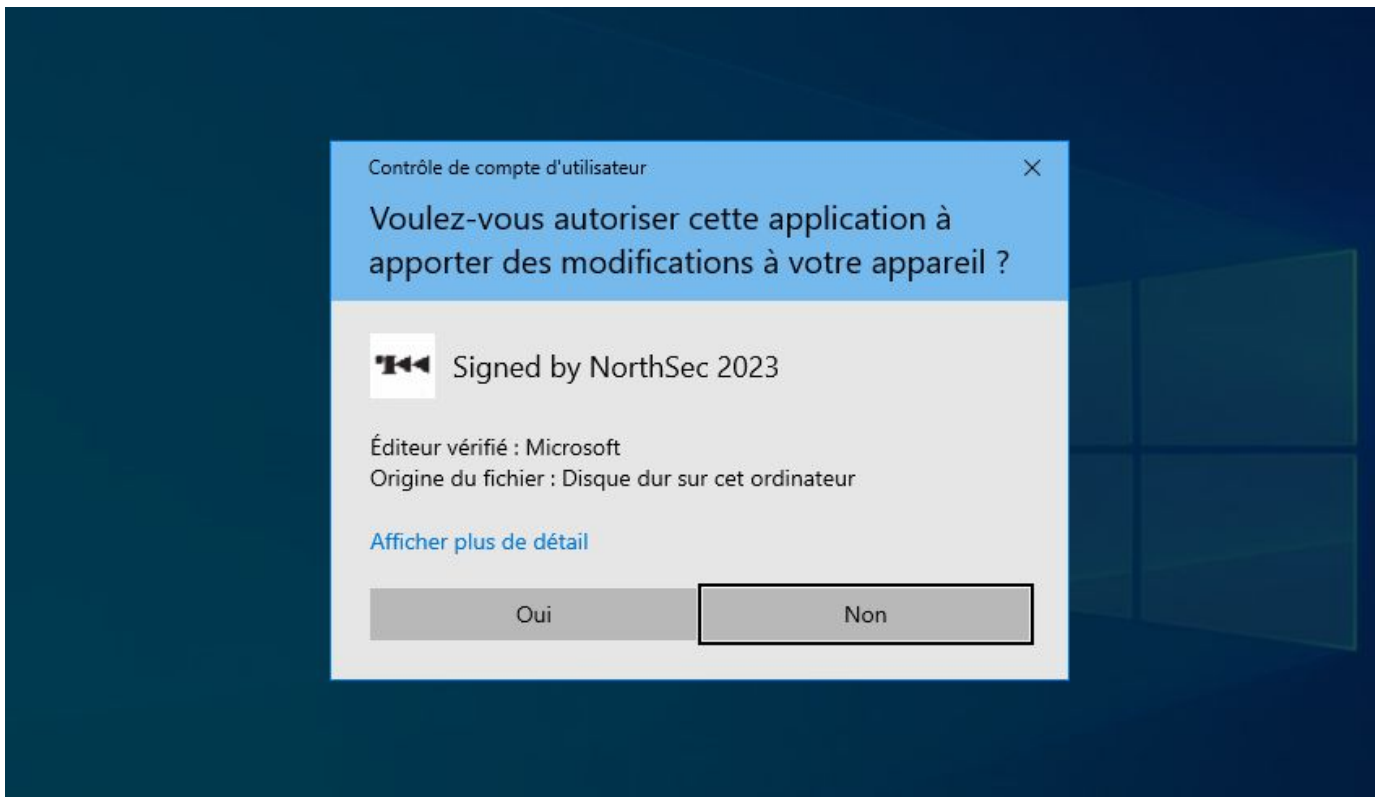 Contrôle de compte d'utilisateur
Voulez-vous autoriser cette application à
apporter des modifications à votre appareil ?
Signed by NorthSec 2023
Éditeur vérifié : Microsoft
Origine du fichier : Disque dur sur cet ordinateur
Afficher plus de détail
Oui
Non